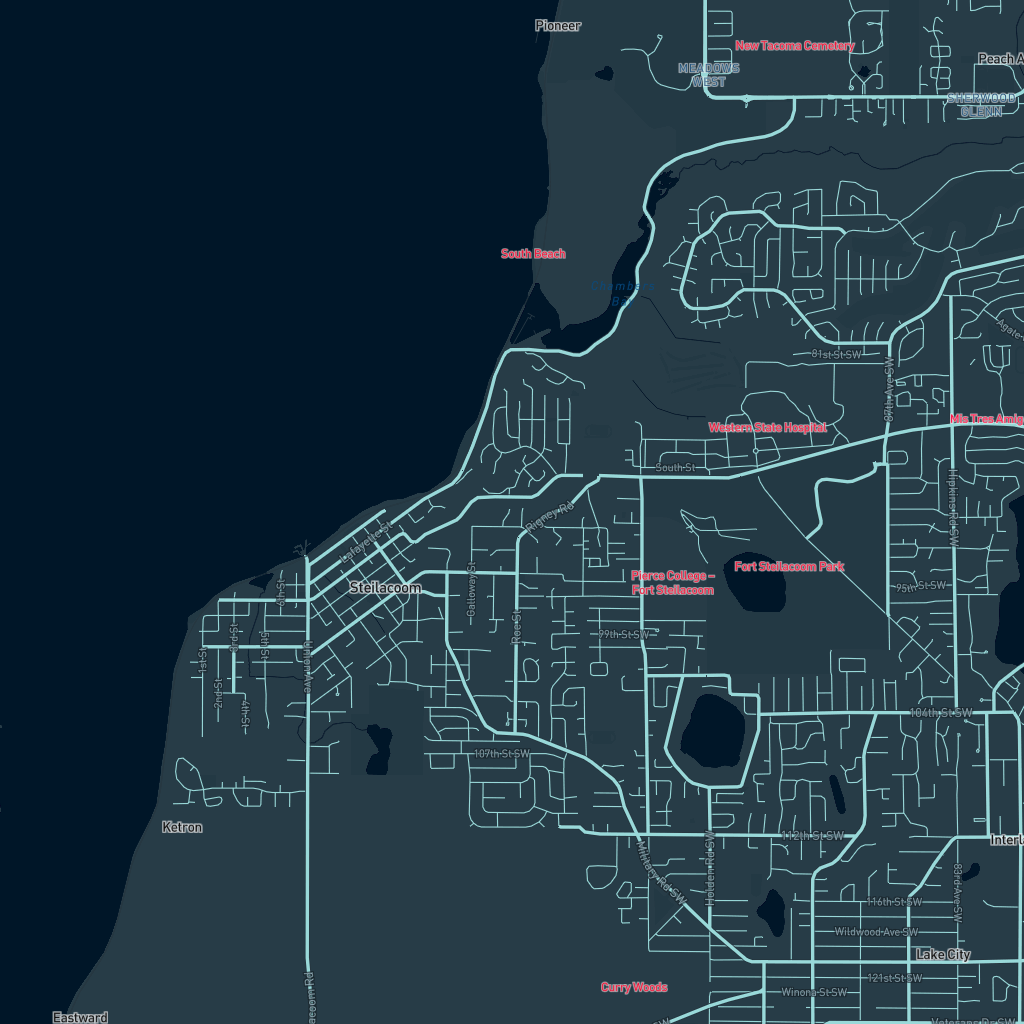 Pioneer
New Tacoma Cemetery
Peach A
MEADOWS
WEST
SHERWOOD
GLENN
South Beach
Bay
Agate
81st St SW
87th Ave SW
Mis Tres Amig
Western State Hospital
South St
Hipkins Rd SW
Rigney Rd
Lafayette St
Fort Steilacoom Park
Pierce College –
Fort Steilacoom
95th St SW
6th St
Steilacoom
Galloway St
Roe St
99th St SW
3rd St
5th St
1st St
Union Ave
2nd St
4th St
104th St SW
107th St SW
Ketron
112th St SW
Interl
Military Rd SW
Holden Rd SW
83rd Ave SW
116th St SW
Wildwood Ave SW
Lake City
121st St SW
Curry Woods
Winona St SW
acoom Rd
Eastward
SW
Veterans Dr SW